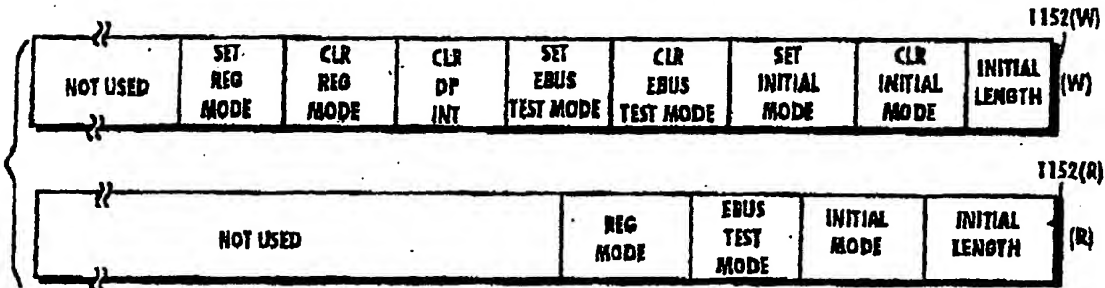 1152(W)
NOT USED
SET REG MODE
CLR REG MODE
CLR DP INT
SET EBUS TEST MODE
CLR EBUS TEST MODE
SET INITIAL MODE
CLR INITIAL MODE
INITIAL LENGTH
(W)
1152(R)
NOT USED
REG MODE
EBUS TEST MODE
INITIAL MODE
INITIAL LENGTH
(R)